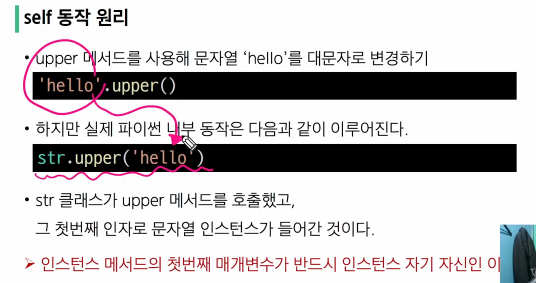 self 동작 원리
• upper 메서드를 사용해 문자열 ‘hello’를 대문자로 변경하기
'hello'.upper()
• 하지만 실제 파이썬 내부 동작은 다음과 같이 이루어진다.
str.upper('hello')
• str 클래스가 upper 메서드를 호출했고,
그 첫번째 인자로 문자열 인스턴스가 들어간 것이다.
➢ 인스턴스 메서드의 첫번째 매개변수가 반드시 인스턴스 자기 자신인 이